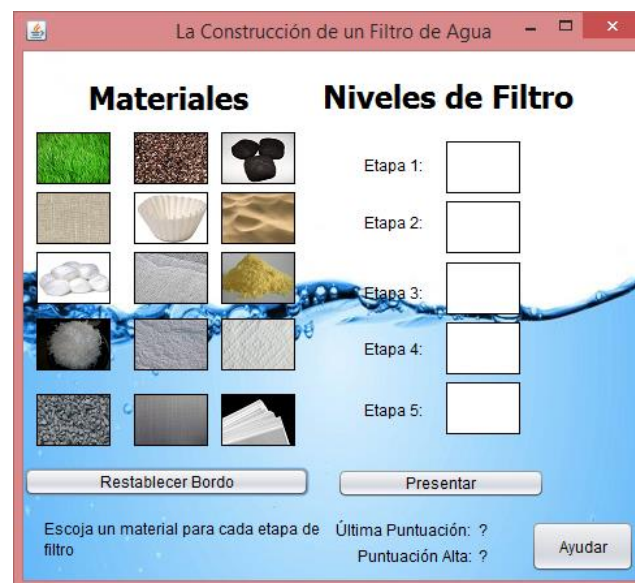 La Construcción de un Filtro de Agua
Materiales
Niveles de Filtro
Etapa 1:
Etapa 2:
Etapa 3:
Etapa 4:
Etapa 5:
Restablecer Bordo
Presentar
Escoja un material para cada etapa de
filtro
Última Puntuación: ?
Puntuación Alta: ?
Ayudar